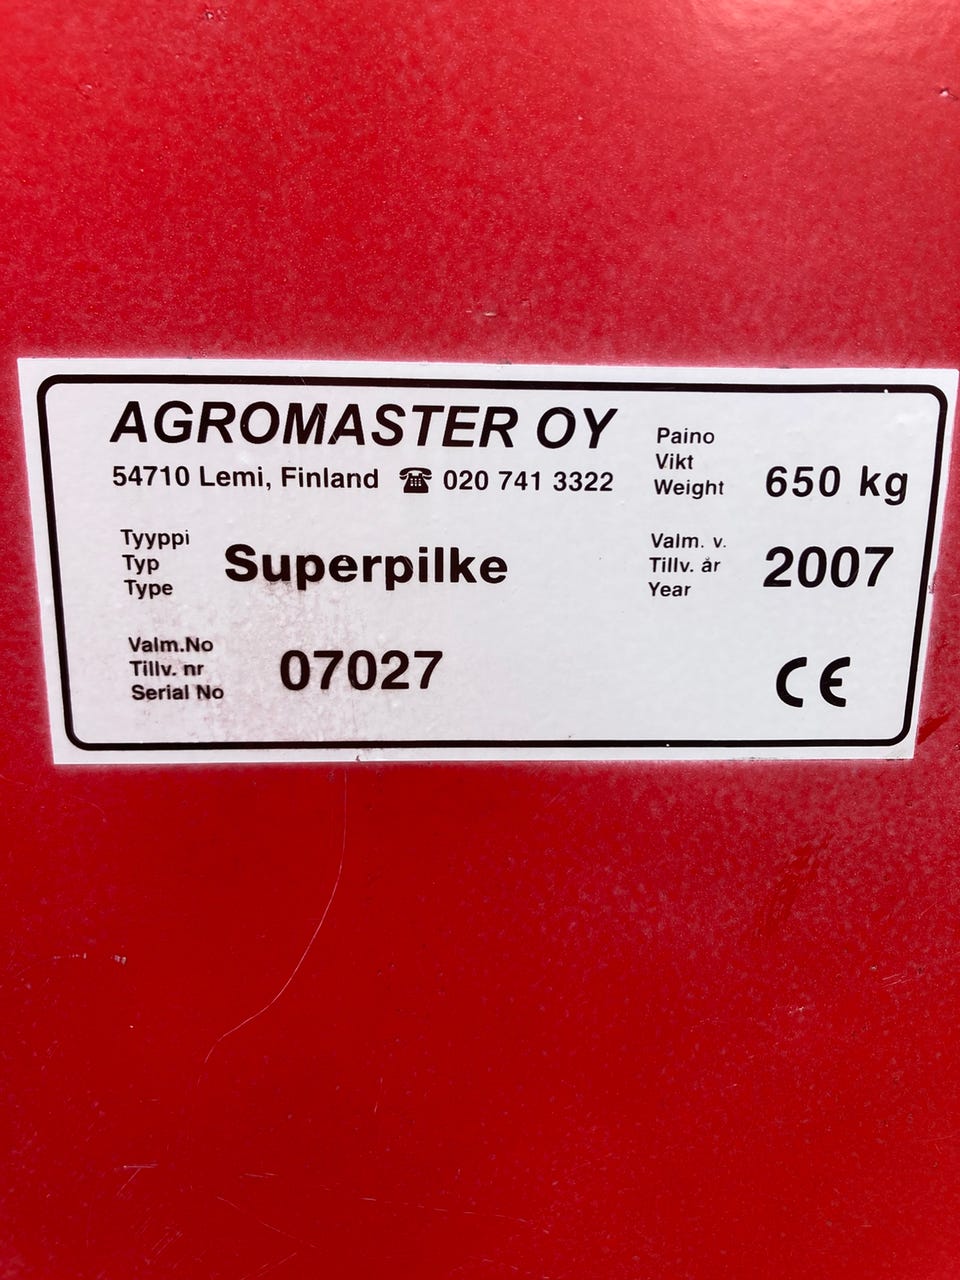 AGROMASTER OY
54710 Lemi, Finland ☎ 020 741 3322
Paino
Vikt
Weight 650 kg
Tyyppi
Typ
Type
Superpilke
Valm. v.
Tillv. år
Year
2007
Valm.No
Tillv. nr
Serial No
07027
CE